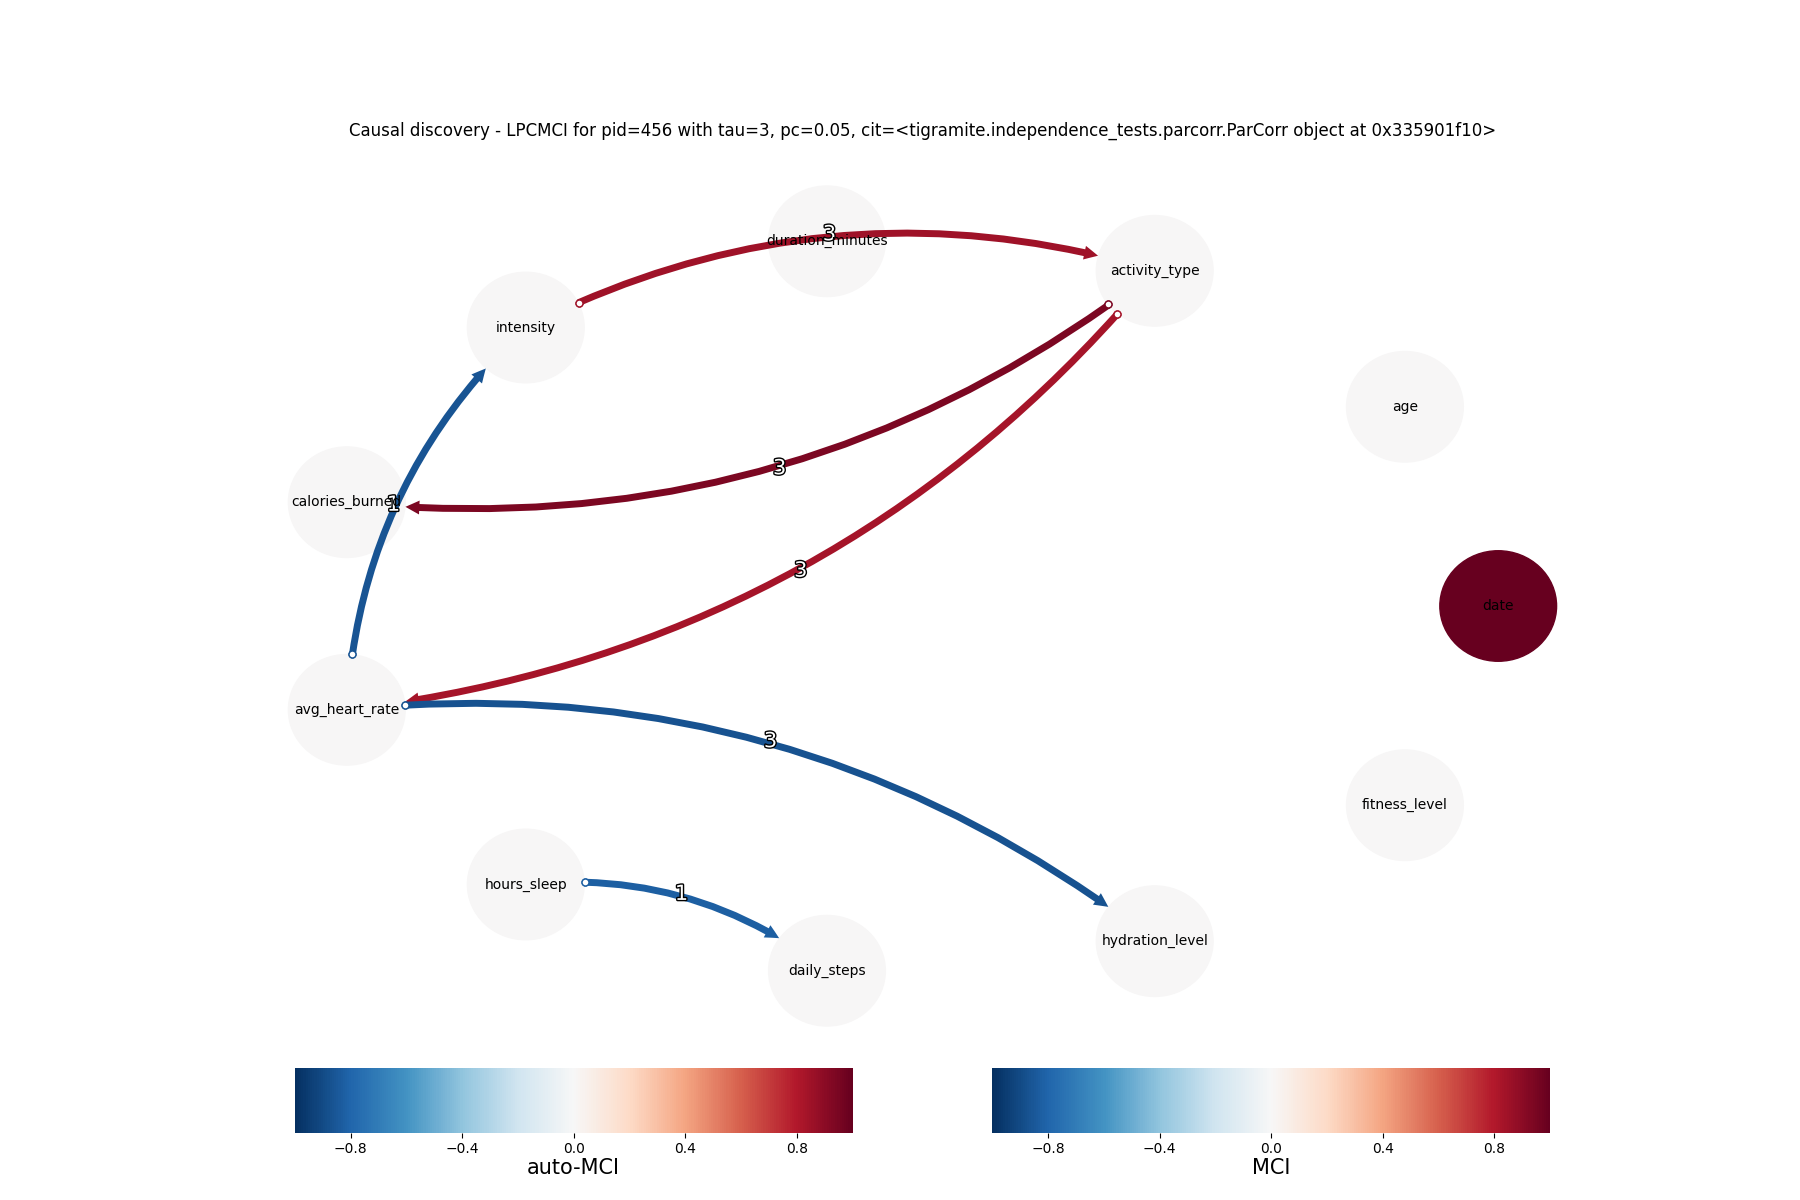 Causal discovery - LPCMCI for pid=456 with tau=3, pc=0.05, cit=<tigramite.independence_tests.parcorr.ParCorr object at 0x335901f10>
3
duration_minutes
activity_type
intensity
age
3
calories_burned
1
3
date
avg_heart_rate
3
fitness_level
hours_sleep
1
hydration_level
daily_steps
−0.8 −0.4 0.0 0.4 0.8
auto-MCI
−0.8 −0.4 0.0 0.4 0.8
MCI